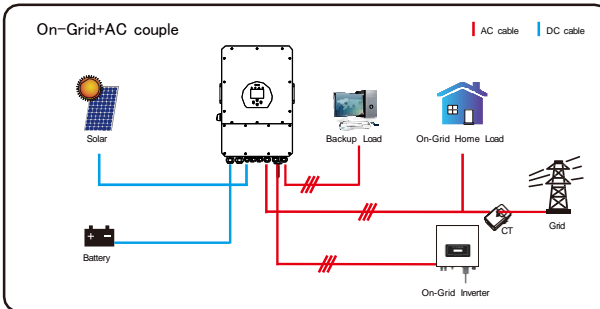 On-Grid+AC couple
AC cable
DC cable
Solar
Backup Load
On-Grid Home Load
CT
Grid
Battery
On-Grid Inverter